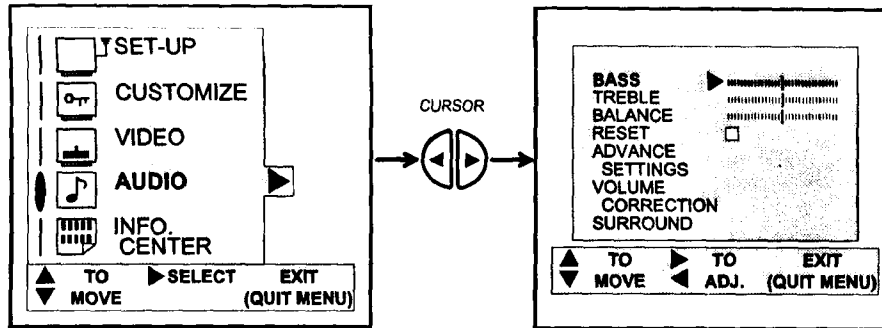 SET-UP
CUSTOMIZE
VIDEO
AUDIO
INFO.
CENTER
TO SELECT EXIT
MOVE (QUIT MENU)
CURSOR
BASS
TREBLE
BALANCE
RESET
ADVANCE
SETTINGS
VOLUME
CORRECTION
SURROUND
TO TO EXIT
MOVE ADJ. (QUIT MENU)